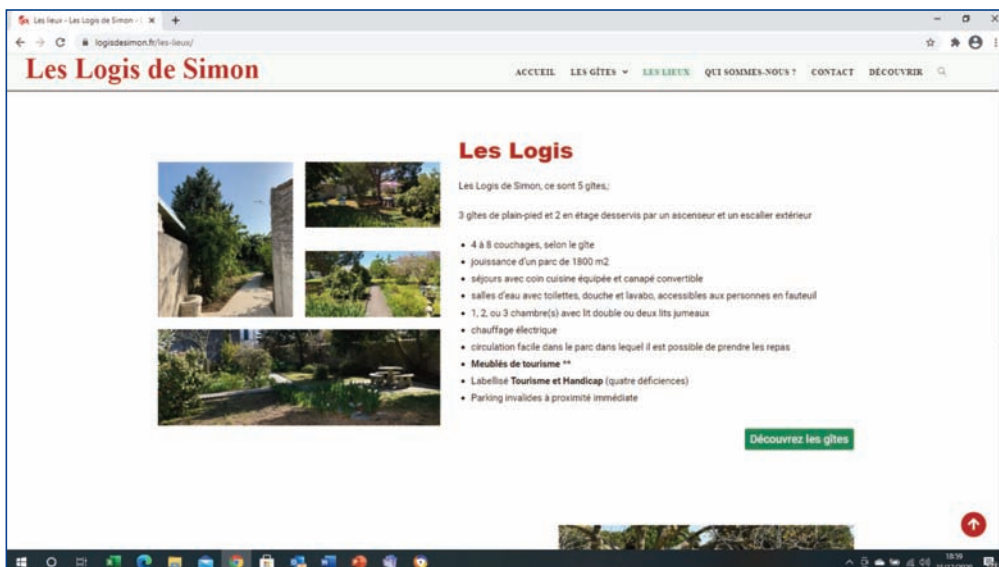 Les lieux - Les Logis de Simon -
logisdesimon.fr/les-lieux/
Les Logis de Simon
ACCUEIL LES GÎTES LES LIEUX QUI SOMMES-NOUS ? CONTACT DÉCOUVRIR
Les Logis
Les Logis de Simon, ce sont 5 gîtes,:
3 gîtes de plain-pied et 2 en étage desservis par un ascenseur et un escalier extérieur
• 4 à 8 couchages, selon le gîte
• jouissance d'un parc de 1800 m2
• séjours avec coin cuisine équipée et canapé convertible
• salles d'eau avec toilettes, douche et lavabo, accessibles aux personnes en fauteuil
• 1, 2, ou 3 chambre(s) avec lit double ou deux lits jumeaux
• chauffage électrique
• circulation facile dans le parc dans lequel il est possible de prendre les repas
• Meublés de tourisme **
• Labellisé Tourisme et Handicap (quatre déficiences)
• Parking invalides à proximité immédiate
Découvrez les gîtes
18:59